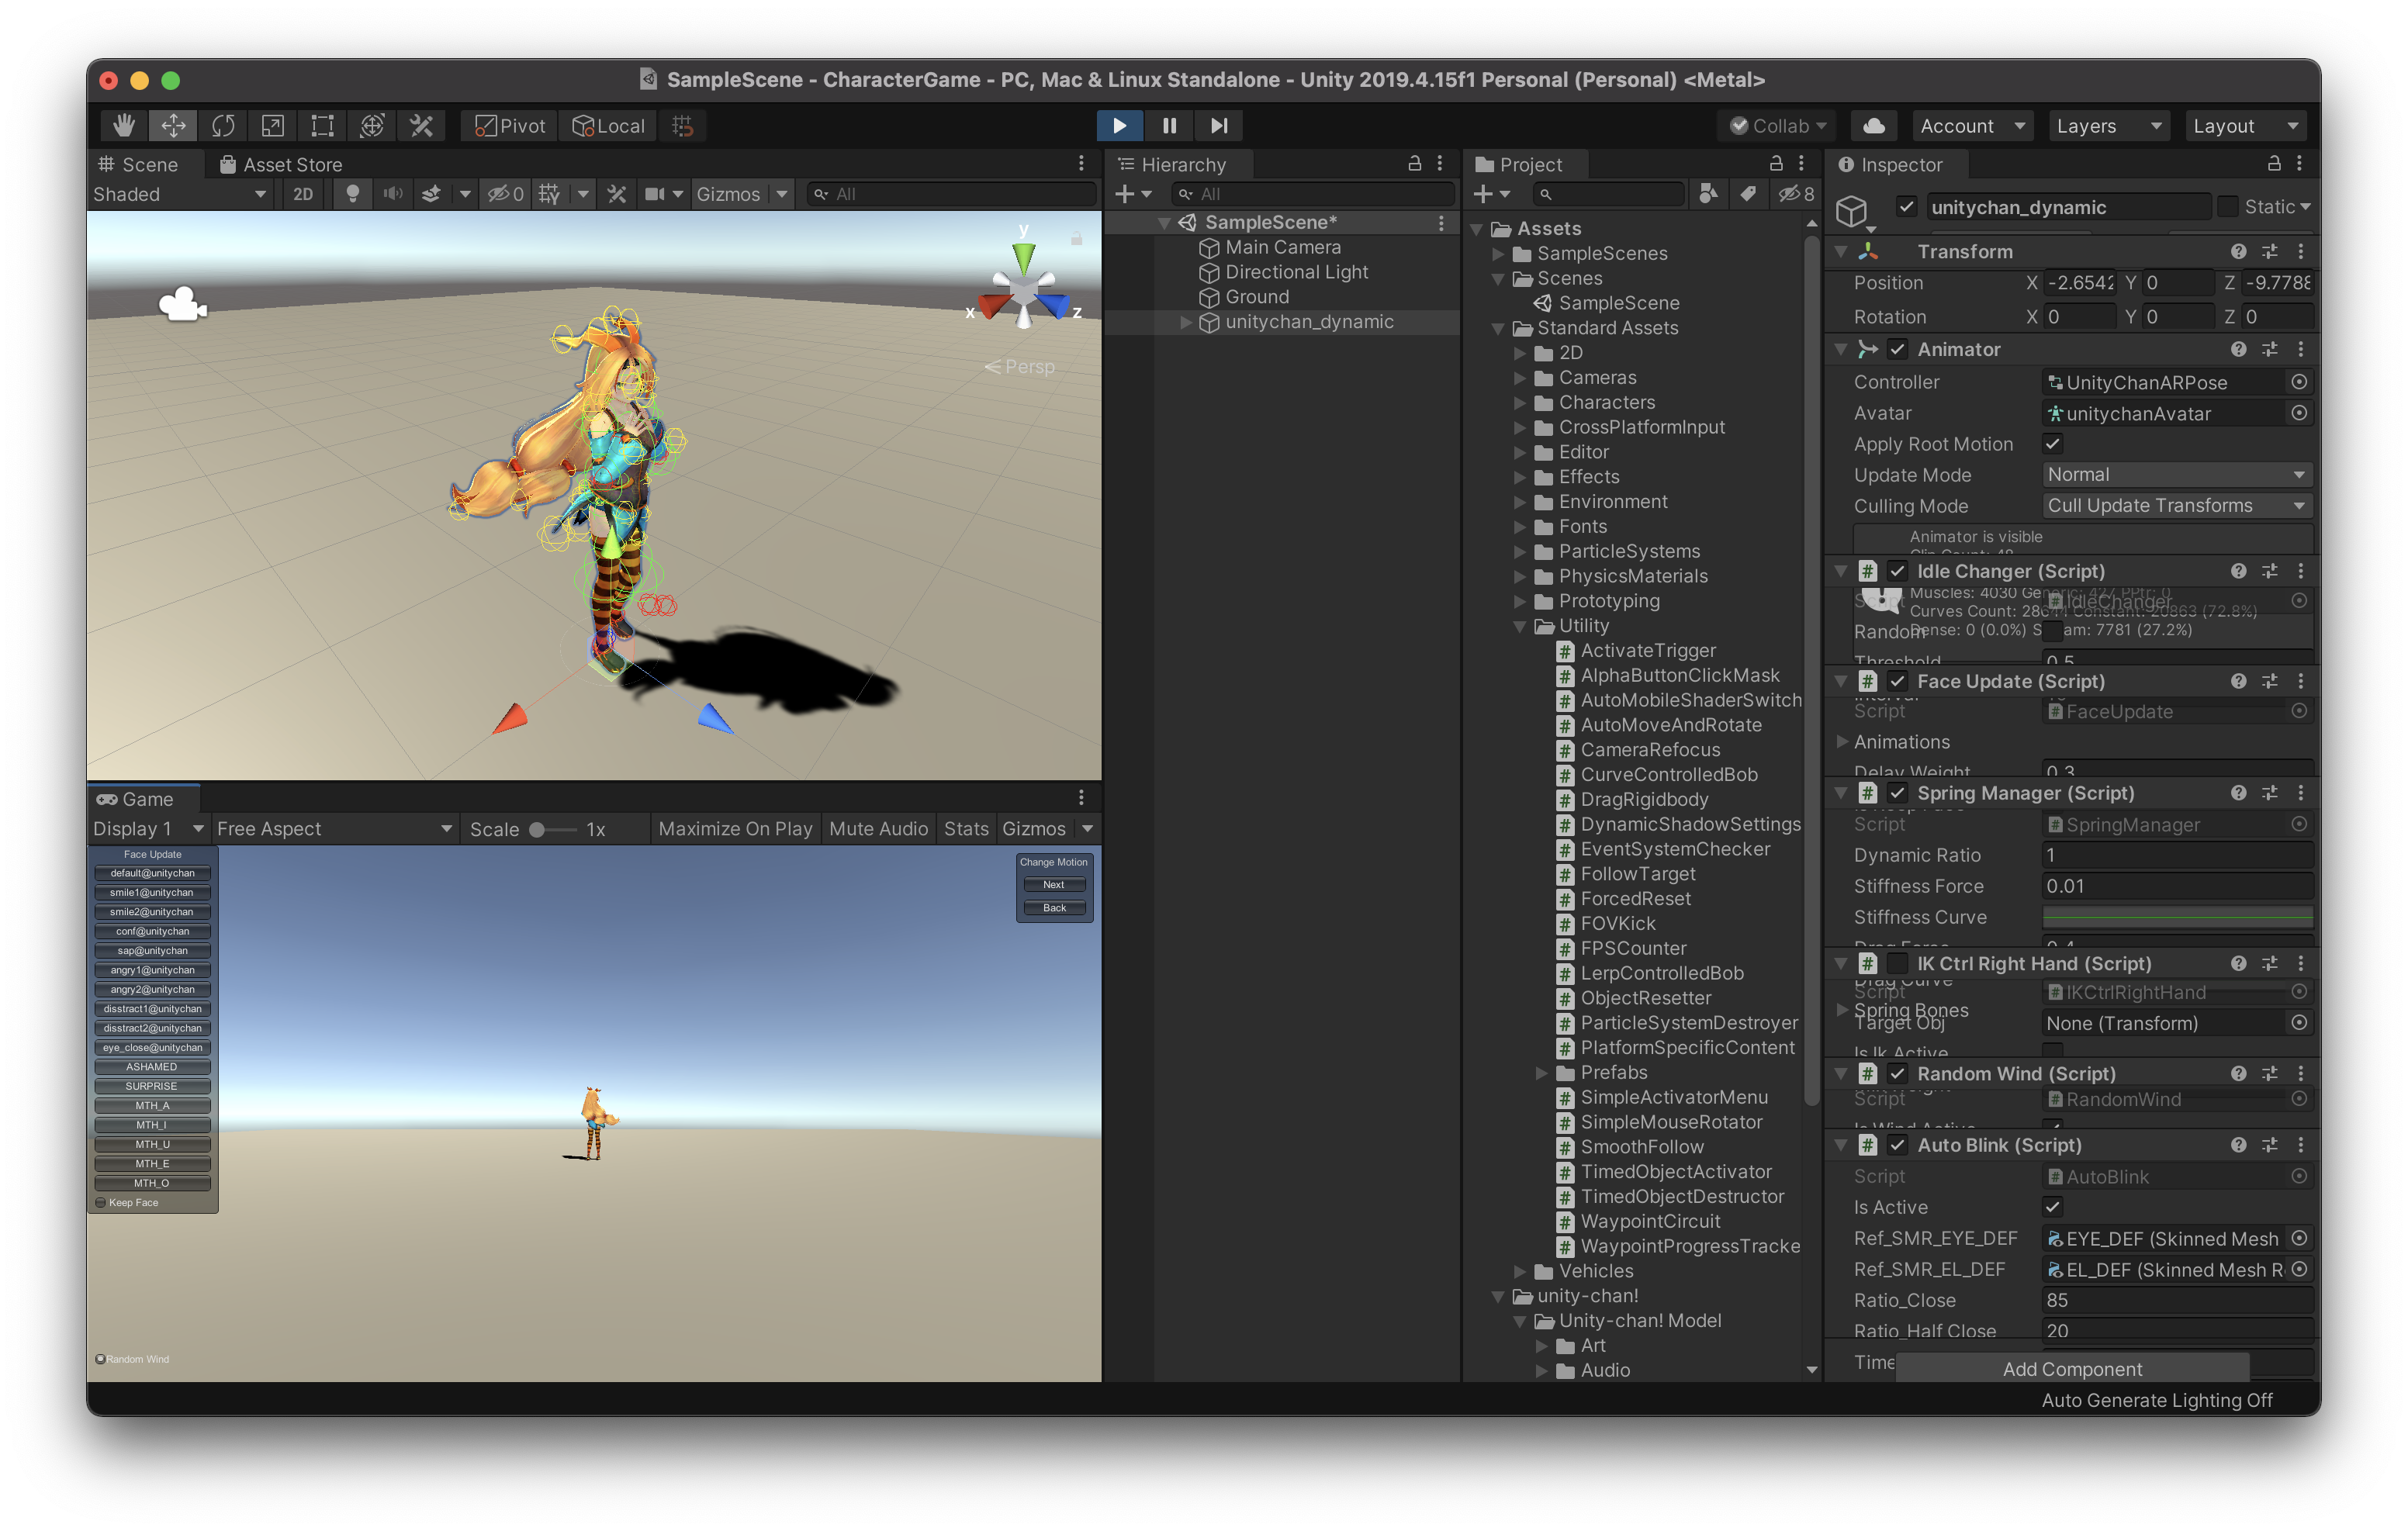 SampleScene - CharacterGame - PC, Mac & Linux Standalone - Unity 2019.4.15f1 Personal (Personal) <Metal>
Pivot Local Collab Account Layers Layout
Scene Asset Store
Shaded 2D 0 Gizmos All
y
x z
Persp
Game
Display 1 Free Aspect Scale 1x Maximize On Play Mute Audio Stats Gizmos
Face Update
default@unitychan
smile1@unitychan
smile2@unitychan
conf@unitychan
sap@unitychan
angry1@unitychan
angry2@unitychan
disstract1@unitychan
disstract2@unitychan
eye_close@unitychan
ASHAMED
SURPRISE
MTH_A
MTH_I
MTH_U
MTH_E
MTH_O
Keep Face
Random Wind
Change Motion
Next
Back
Hierarchy
All
SampleScene*
Main Camera
Directional Light
Ground
unitychan_dynamic
Project
8
Assets
SampleScenes
Scenes
SampleScene
Standard Assets
2D
Cameras
Characters
CrossPlatformInput
Editor
Effects
Environment
Fonts
ParticleSystems
PhysicsMaterials
Prototyping
Utility
ActivateTrigger
AlphaButtonClickMask
AutoMobileShaderSwitch
AutoMoveAndRotate
CameraRefocus
CurveControlledBob
DragRigidbody
DynamicShadowSettings
EventSystemChecker
FollowTarget
ForcedReset
FOVKick
FPSCounter
LerpControlledBob
ObjectResetter
ParticleSystemDestroyer
PlatformSpecificContent
Prefabs
SimpleActivatorMenu
SimpleMouseRotator
SmoothFollow
TimedObjectActivator
TimedObjectDestructor
WaypointCircuit
WaypointProgressTracke
Vehicles
unity-chan!
Unity-chan! Model
Art
Audio
Inspector
unitychan_dynamic Static
Transform
Position X -2.6542 Y 0 Z -9.7788
Rotation X 0 Y 0 Z 0
Animator
Controller UnityChanARPose
Avatar unitychanAvatar
Apply Root Motion
Update Mode Normal
Culling Mode Cull Update Transforms
Animator is visible
Clip Count: 48
Idle Changer (Script)
Muscles: 4030 Generic: 427 PPtr: 0
IdleChanger
Curves Count: 28644 Constant: 20863 (72.8%)
Random
Dense: 0 (0.0%) Stream: 7781 (27.2%)
Threshold 0.5
Face Update (Script)
Script FaceUpdate
Animations
Delay Weight 0.3
Spring Manager (Script)
Script SpringManager
Dynamic Ratio 1
Stiffness Force 0.01
Stiffness Curve
Drag Force 0.4
IK Ctrl Right Hand (Script)
Drag Curve
Script IKCtrlRightHand
Spring Bones
Target Obj None (Transform)
Is Ik Active
Random Wind (Script)
Script RandomWind
Is Wind Active
Auto Blink (Script)
Script AutoBlink
Is Active
Ref_SMR_EYE_DEF EYE_DEF (Skinned Mesh
Ref_SMR_EL_DEF EL_DEF (Skinned Mesh R
Ratio_Close 85
Ratio_Half Close 20
Time
Add Component
Auto Generate Lighting Off